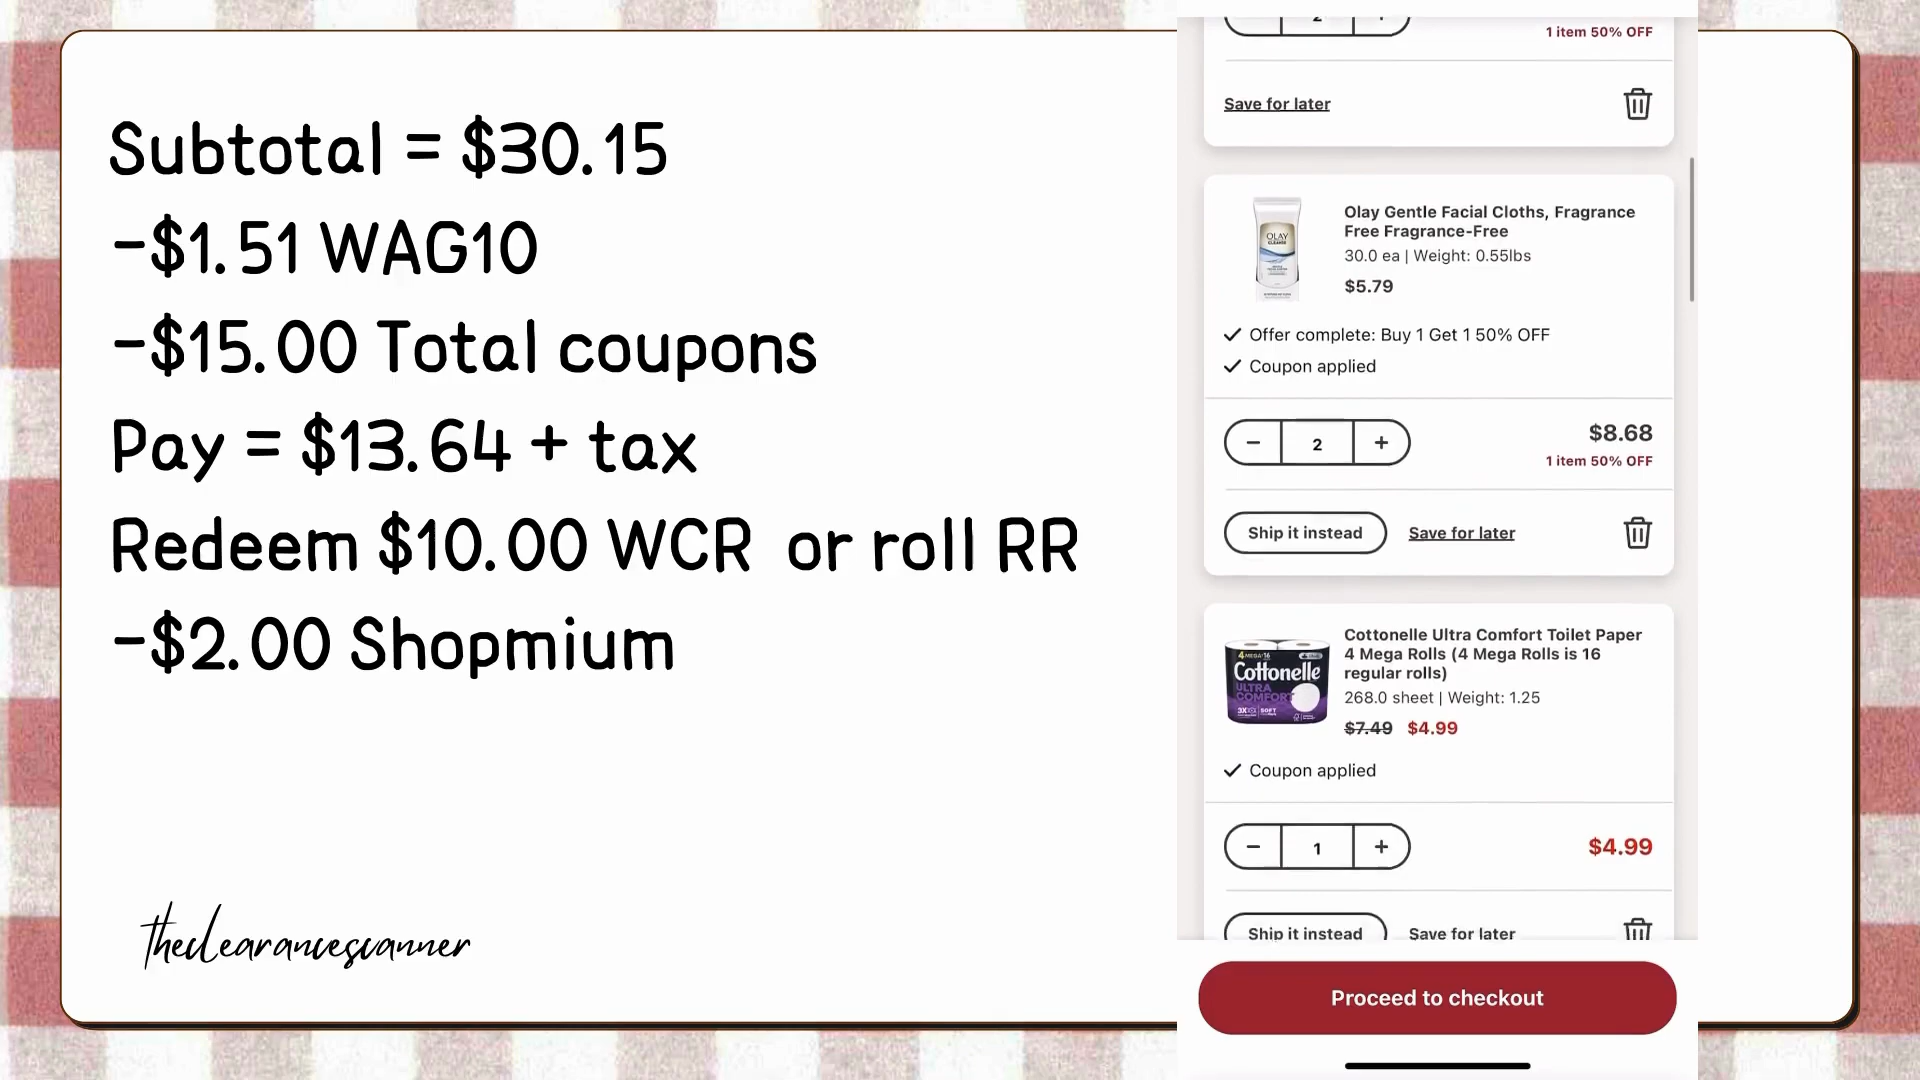 Subtotal = $30.15
-$1.51 WAG10
-$15.00 Total coupons
Pay = $13.64 + tax
Redeem $10.00 WCR or roll RR
-$2.00 Shopmium
theclearancescanner
− 2 +
1 item 50% OFF
Save for later
OLAY
Olay Gentle Facial Cloths, Fragrance
Free Fragrance-Free
30.0 ea | Weight: 0.55lbs
$5.79
Offer complete: Buy 1 Get 1 50% OFF
Coupon applied
− 2 +
$8.68
1 item 50% OFF
Ship it instead
Save for later
Cottonelle
ULTRA
COMFORT
Cottonelle Ultra Comfort Toilet Paper
4 Mega Rolls (4 Mega Rolls is 16
regular rolls)
268.0 sheet | Weight: 1.25
$7.49 $4.99
Coupon applied
− 1 +
$4.99
Ship it instead
Save for later
Proceed to checkout